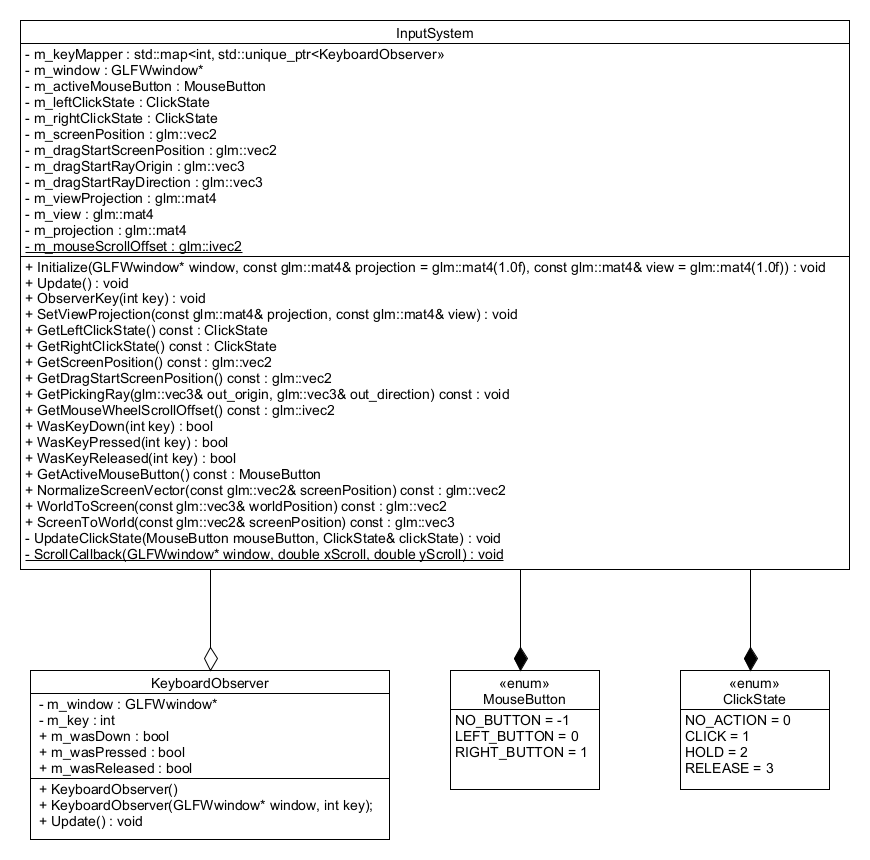 InputSystem
- m_keyMapper : std::map<int, std::unique_ptr<KeyboardObserver»
- m_window : GLFWwindow*
- m_activeMouseButton : MouseButton
- m_leftClickState : ClickState
- m_rightClickState : ClickState
- m_screenPosition : glm::vec2
- m_dragStartScreenPosition : glm::vec2
- m_dragStartRayOrigin : glm::vec3
- m_dragStartRayDirection : glm::vec3
- m_viewProjection : glm::mat4
- m_view : glm::mat4
- m_projection : glm::mat4
- m_mouseScrollOffset : glm::ivec2
+ Initialize(GLFWwindow* window, const glm::mat4& projection = glm::mat4(1.0f), const glm::mat4& view = glm::mat4(1.0f)) : void
+ Update() : void
+ ObserverKey(int key) : void
+ SetViewProjection(const glm::mat4& projection, const glm::mat4& view) : void
+ GetLeftClickState() const : ClickState
+ GetRightClickState() const : ClickState
+ GetScreenPosition() const : glm::vec2
+ GetDragStartScreenPosition() const : glm::vec2
+ GetPickingRay(glm::vec3& out_origin, glm::vec3& out_direction) const : void
+ GetMouseWheelScrollOffset() const : glm::ivec2
+ WasKeyDown(int key) : bool
+ WasKeyPressed(int key) : bool
+ WasKeyReleased(int key) : bool
+ GetActiveMouseButton() const : MouseButton
+ NormalizeScreenVector(const glm::vec2& screenPosition) const : glm::vec2
+ WorldToScreen(const glm::vec3& worldPosition) const : glm::vec2
+ ScreenToWorld(const glm::vec2& screenPosition) const : glm::vec3
- UpdateClickState(MouseButton mouseButton, ClickState& clickState) : void
- ScrollCallback(GLFWwindow* window, double xScroll, double yScroll) : void
KeyboardObserver
- m_window : GLFWwindow*
- m_key : int
+ m_wasDown : bool
+ m_wasPressed : bool
+ m_wasReleased : bool
+ KeyboardObserver()
+ KeyboardObserver(GLFWwindow* window, int key);
+ Update() : void
«enum»
MouseButton
NO_BUTTON = -1
LEFT_BUTTON = 0
RIGHT_BUTTON = 1
«enum»
ClickState
NO_ACTION = 0
CLICK = 1
HOLD = 2
RELEASE = 3